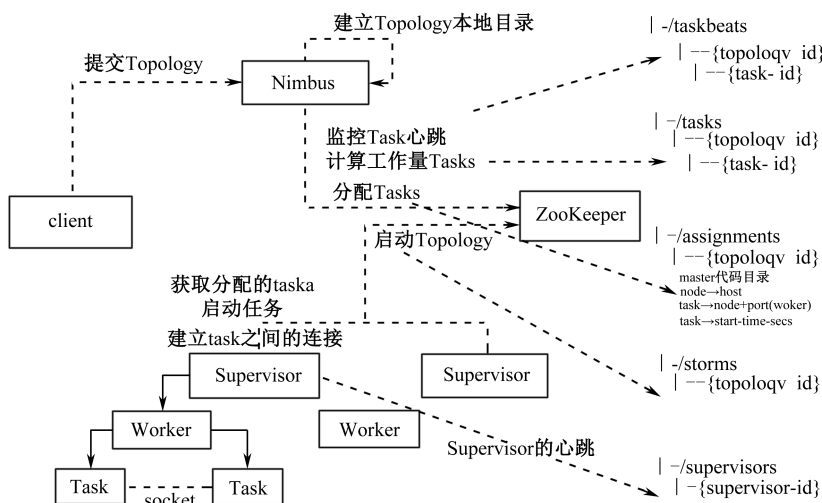 建立Topology本地目录
提交Topology
Nimbus
监控Task心跳
计算工作量Tasks
分配Tasks
client
ZooKeeper
启动Topology
获取分配的taska
启动任务
建立task之间的连接
Supervisor
Supervisor
Worker
Worker
Supervisor的心跳
Task
socket
Task
| -/taskbeats
| --{topoloqv id}
| --{task- id}
| -/tasks
| --{topoloqv id}
| --{task- id}
| -/assignments
| --{topoloqv id}
master代码目录
node→host
task→node+port(woker)
task→start-time-secs
| -/storms
| --{topoloqv id}
| -/supervisors
| -{supervisor-id}